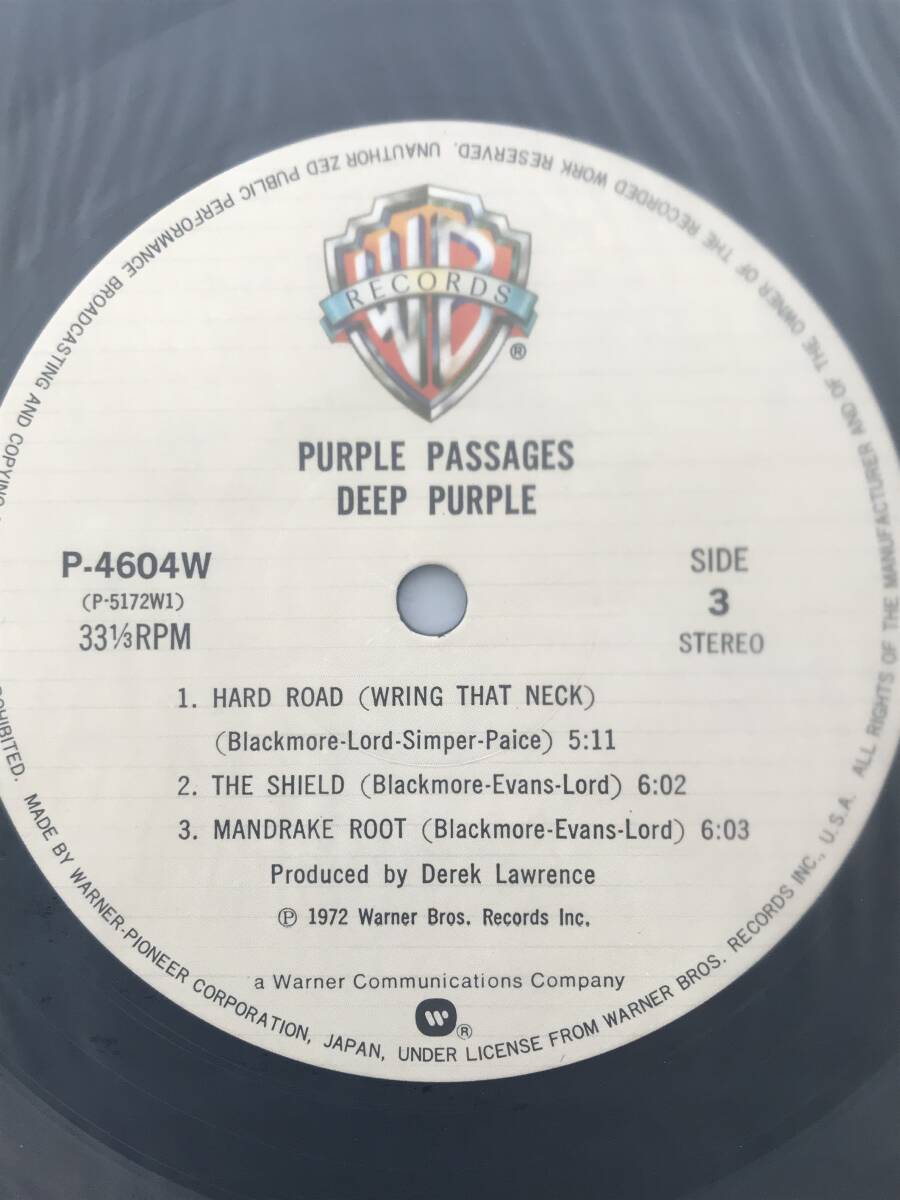 WB
RECORDS
®
PURPLE PASSAGES
DEEP PURPLE
P-4604W
(P-5172W1)
33⅓RPM
SIDE
3
STEREO
1. HARD ROAD (WRING THAT NECK)
(Blackmore-Lord-Simper-Paice) 5:11
2. THE SHIELD (Blackmore-Evans-Lord) 6:02
3. MANDRAKE ROOT (Blackmore-Evans-Lord) 6:03
Produced by Derek Lawrence
℗ 1972 Warner Bros. Records Inc.
a Warner Communications Company
®
MADE BY WARNER-PIONEER CORPORATION, JAPAN, UNDER LICENSE FROM WARNER BROS. RECORDS INC., U.S.A. ALL RIGHTS OF THE MANUFACTURER AND OF THE OWNER OF THE RECORDED WORK RESERVED. UNAUTHOR ZED PUBLIC PERFORMANCE BROADCASTING AND COPYING